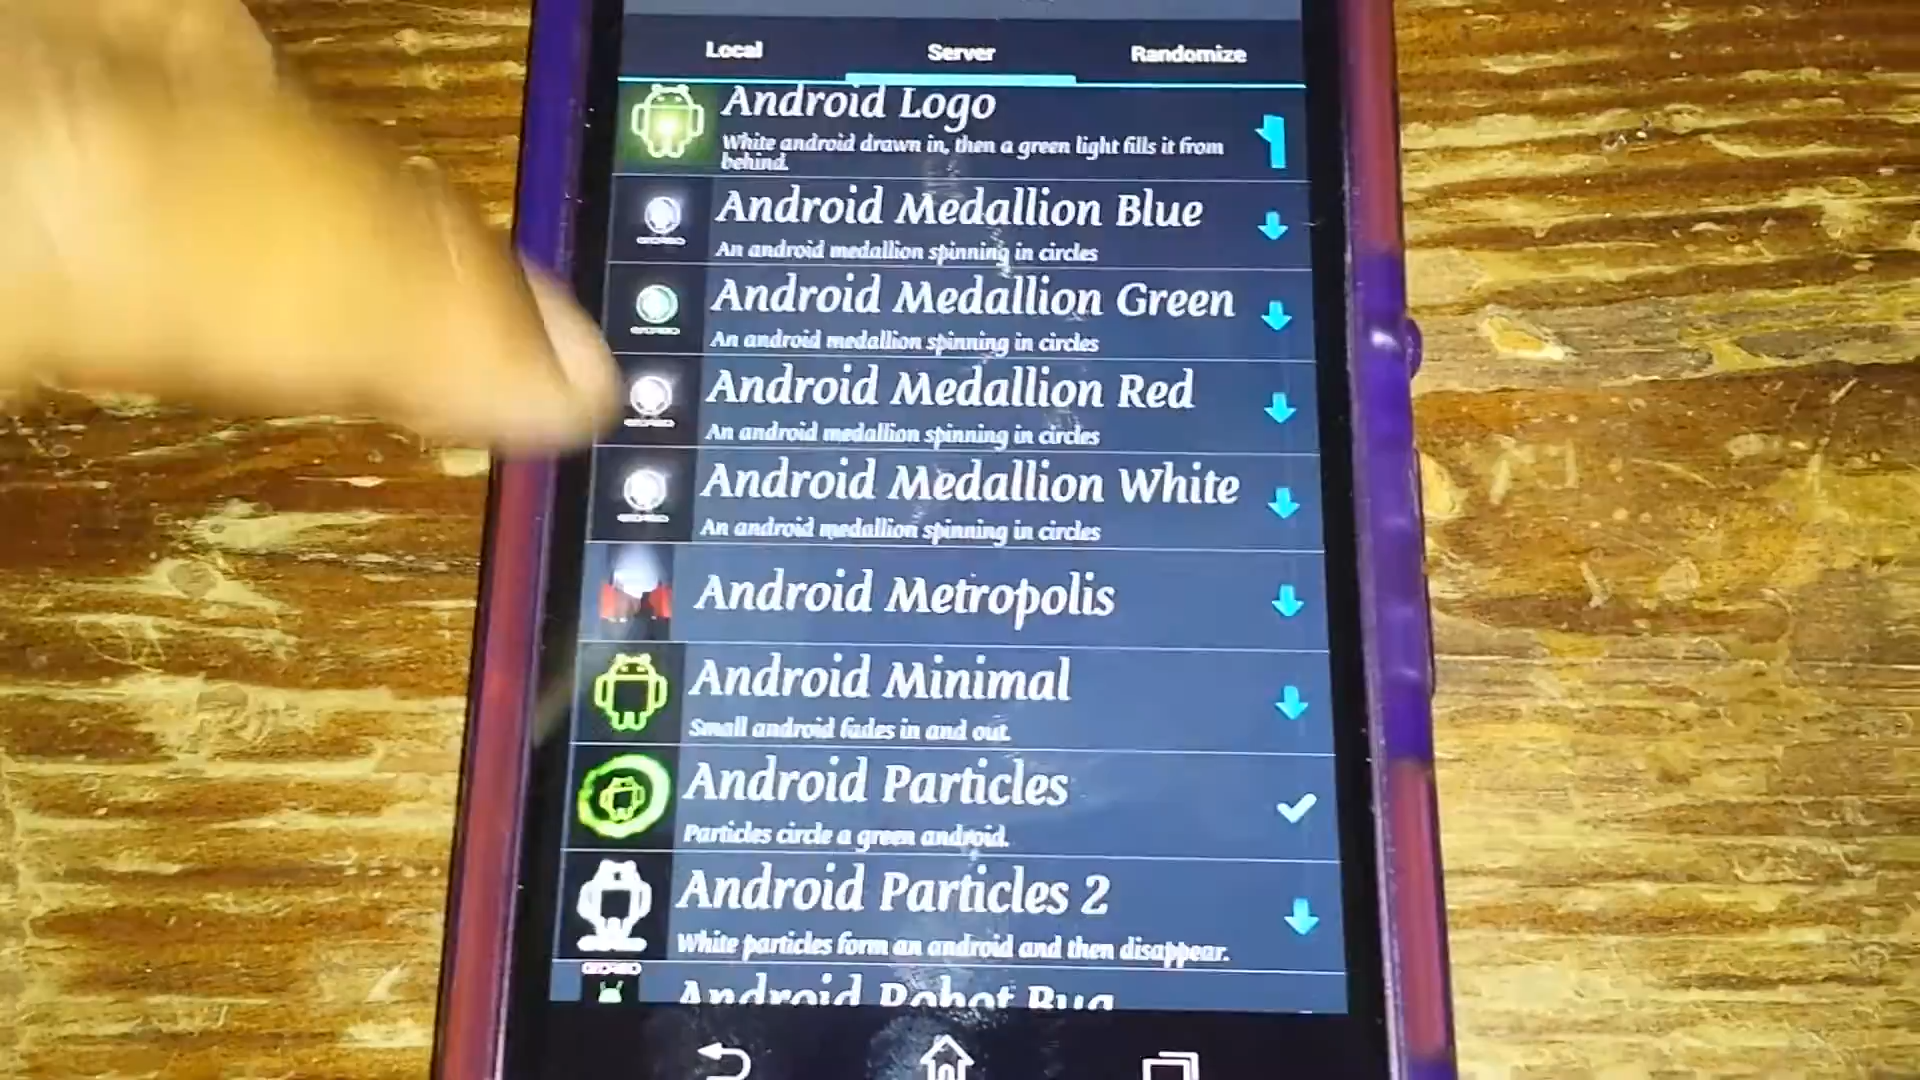 Local Server Randomize
Android Logo
White android drawn in, then a green light fills it from
behind.
Android Medallion Blue
An android medallion spinning in circles
Android Medallion Green
An android medallion spinning in circles
Android Medallion Red
An android medallion spinning in circles
Android Medallion White
An android medallion spinning in circles
Android Metropolis
Android Minimal
Small android fades in and out.
Android Particles
Particles circle a green android.
Android Particles 2
White particles form an android and then disappear.
Android Robot Bug